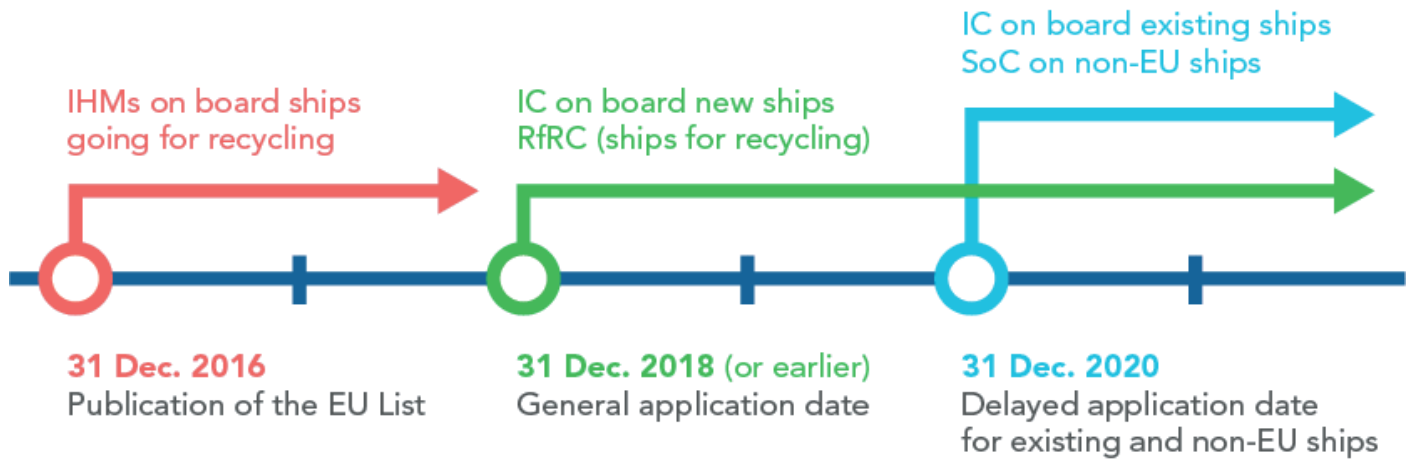 IHMs on board ships
going for recycling
IC on board new ships
RfRC (ships for recycling)
IC on board existing ships
SoC on non-EU ships
31 Dec. 2016
Publication of the EU List
31 Dec. 2018 (or earlier)
General application date
31 Dec. 2020
Delayed application date
for existing and non-EU ships